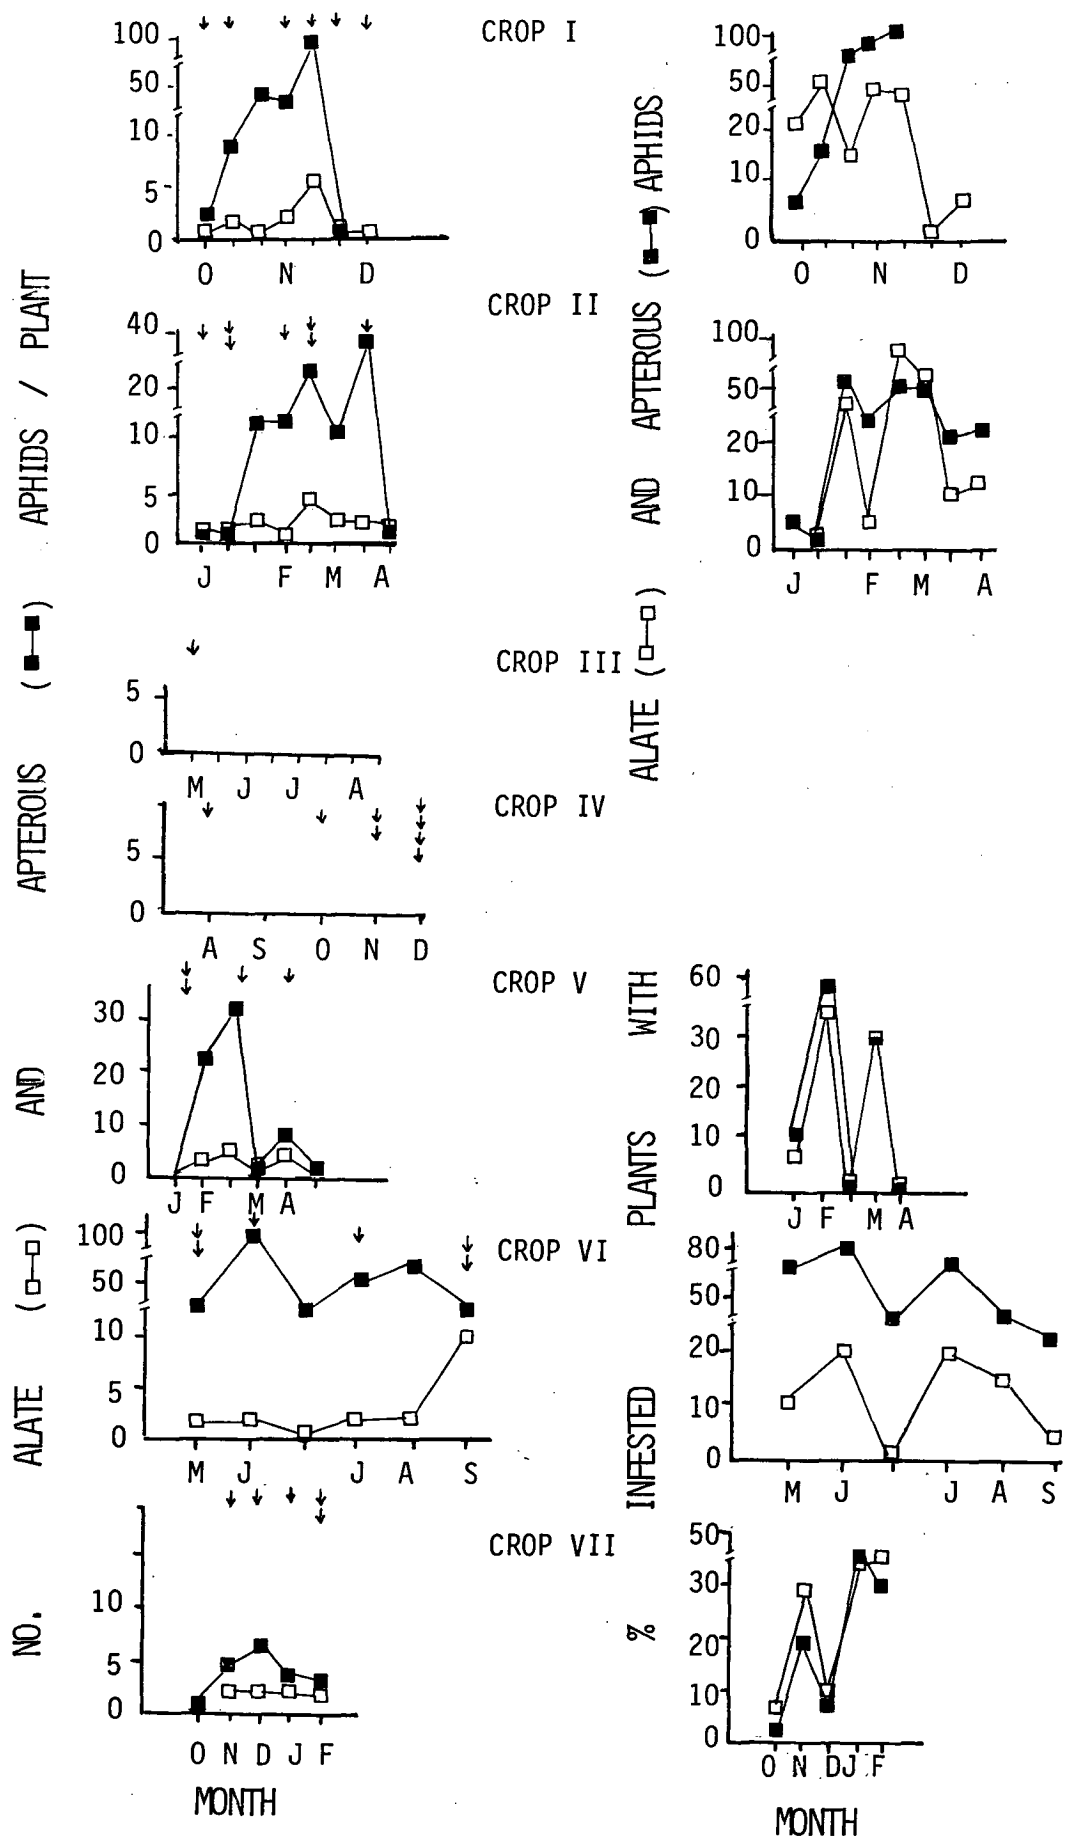 NO. ALATE (□—□) AND APTEROUS (■—■) APHIDS / PLANT
% INFESTED PLANTS WITH ALATE (□—□) AND APTEROUS (■—■) APHIDS
CROP I
100
50
10
5
0
O N D
100
50
20
10
0
O N D
CROP II
40
20
10
5
0
J F M A
100
50
20
10
0
J F M A
CROP III
5
0
M J J A
CROP IV
5
0
A S O N D
CROP V
30
20
10
0
J F M A
60
30
20
10
0
J F M A
CROP VI
100
50
10
5
0
M J J A S
80
50
20
10
0
M J J A S
CROP VII
10
5
0
O N D J F
MONTH
50
30
20
10
0
O N D J F
MONTH